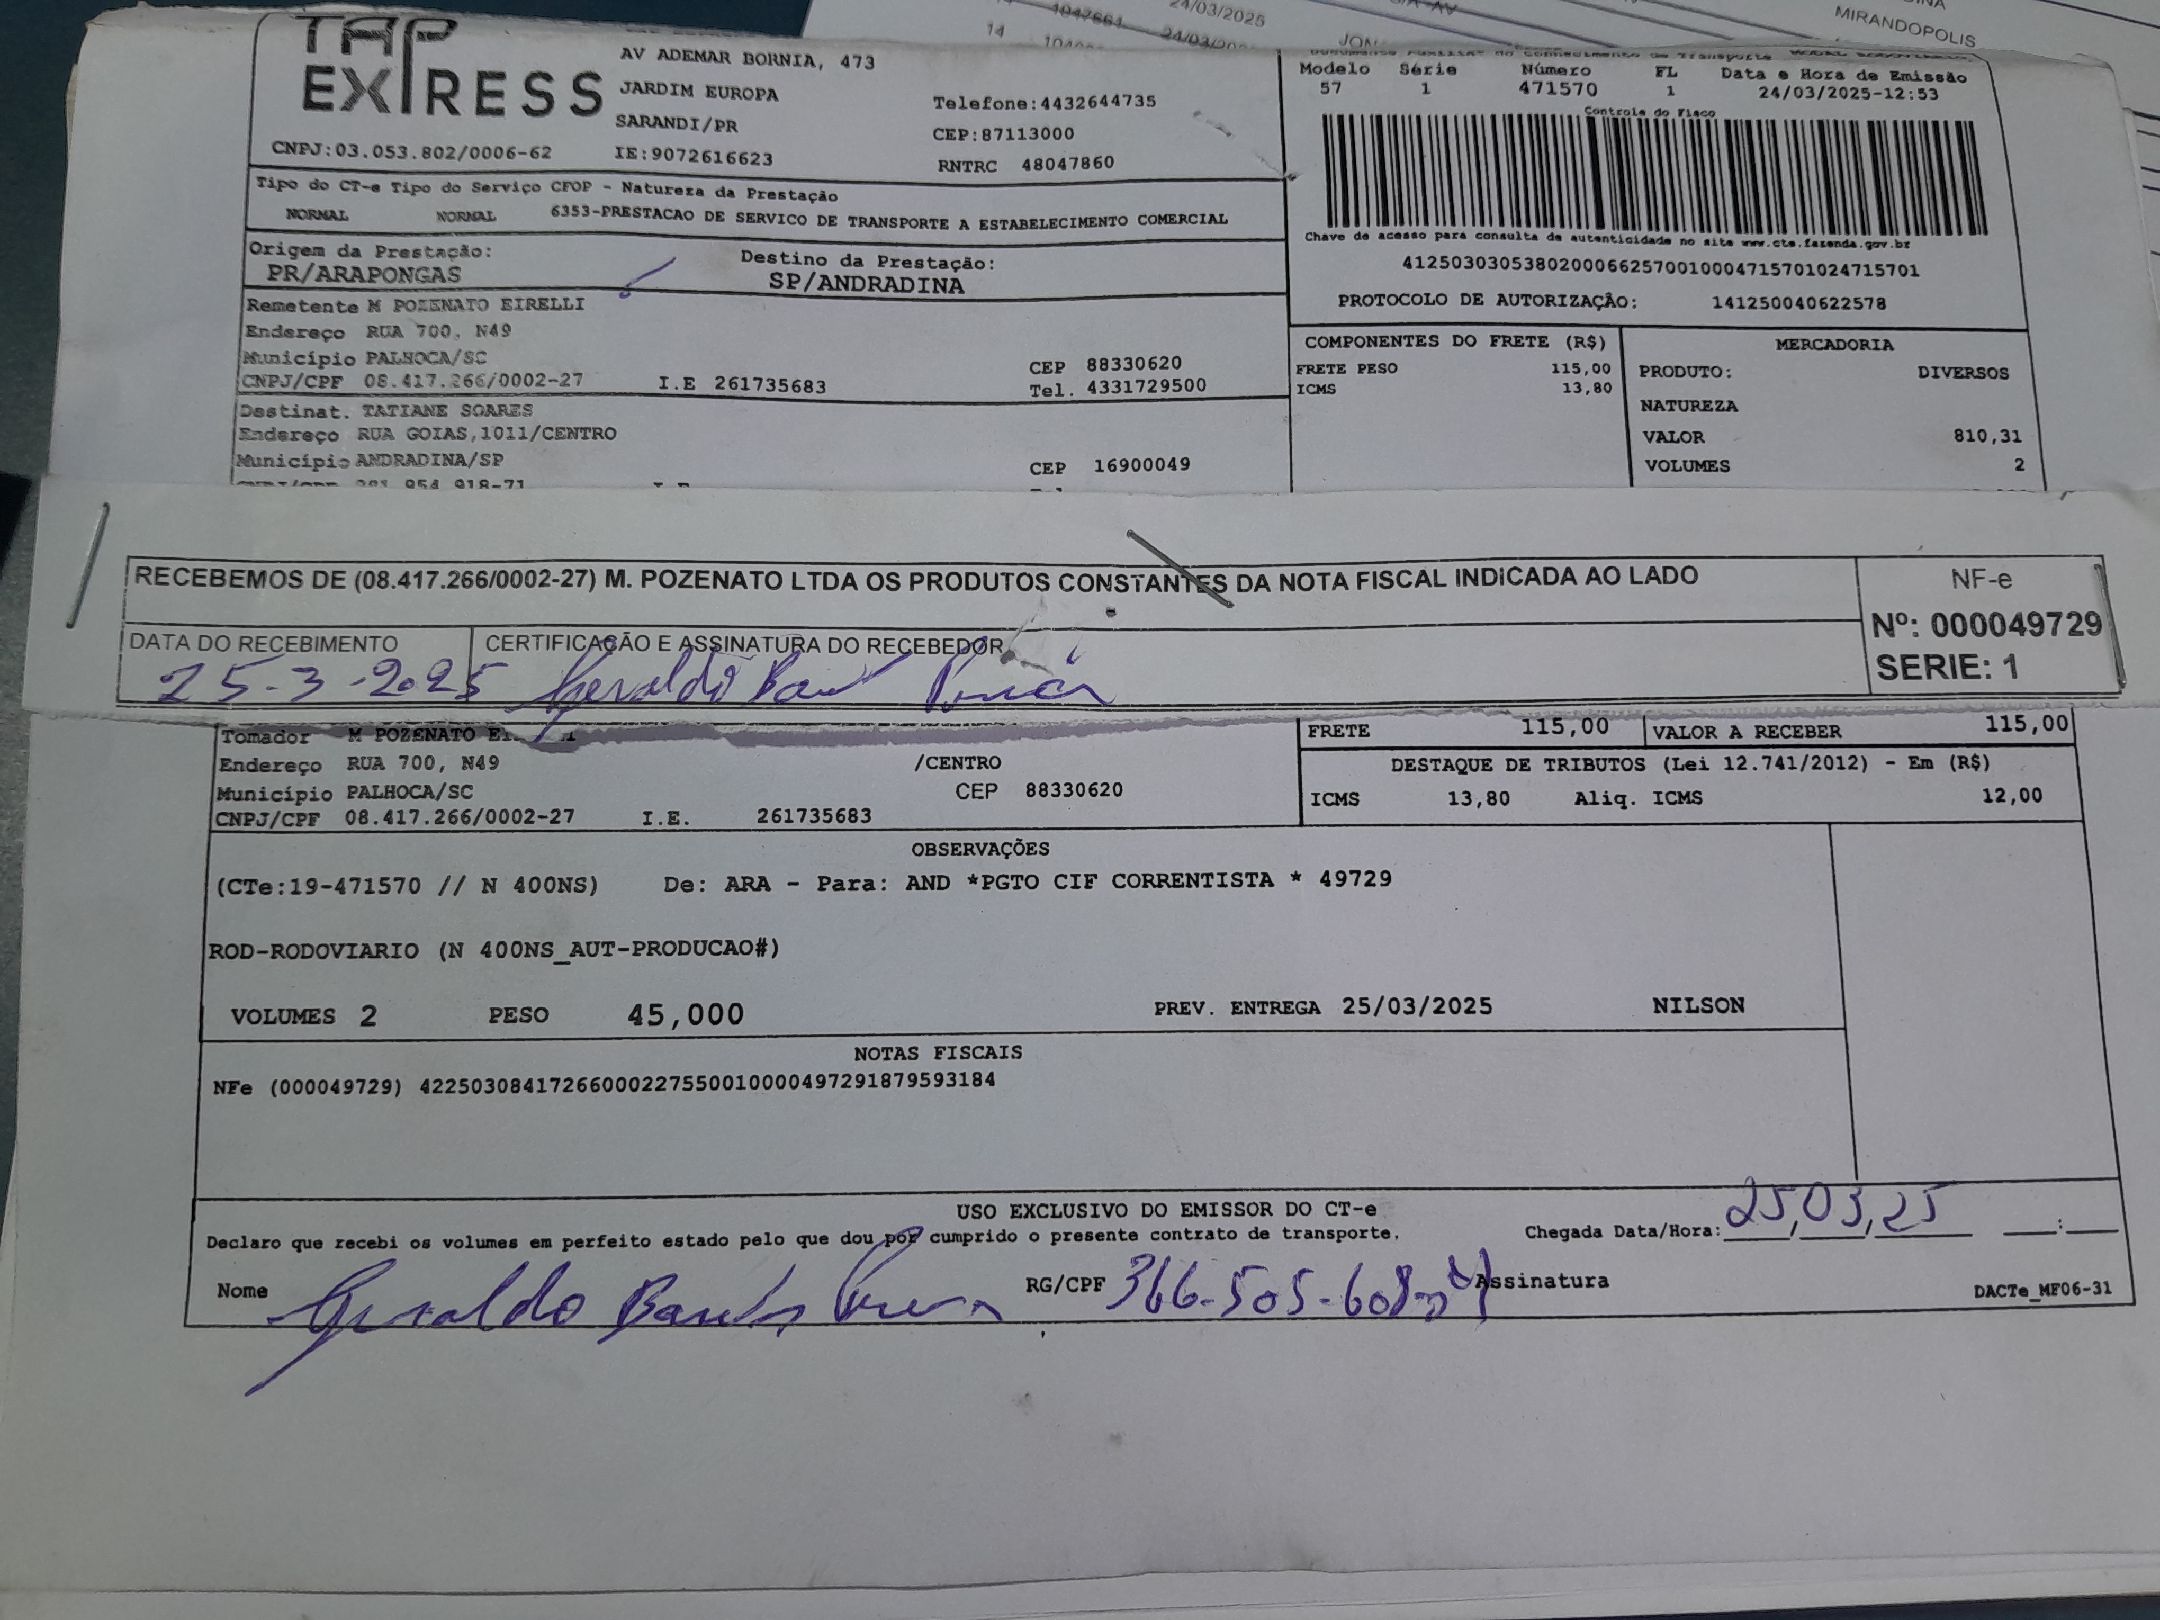 14 1047661 24/03/2025
MIRANDOPOLIS
TAP
EXPRESS
AV ADEMAR BORNIA, 473
JARDIM EUROPA
SARANDI/PR
Telefone:4432644735
CEP:87113000
CNPJ:03.053.802/0006-62 IE:9072616623 RNTRC 48047860
Modelo Série Número FL Data e Hora de Emissão
57 1 471570 1 24/03/2025-12:53
Controle do Fisco
Chave de acesso para consulta de autenticidade no site www.cte.fazenda.gov.br
41250303053802000662570010004715701024715701
PROTOCOLO DE AUTORIZAÇÃO: 141250040622578
Tipo do CT-e Tipo do Serviço CFOP - Natureza da Prestação
NORMAL NORMAL 6353-PRESTACAO DE SERVICO DE TRANSPORTE A ESTABELECIMENTO COMERCIAL
Origem da Prestação: Destino da Prestação:
PR/ARAPONGAS SP/ANDRADINA
Remetente M POZENATO EIRELLI
Endereço RUA 700, N49
Município PALHOCA/SC CEP 88330620
CNPJ/CPF 08.417.266/0002-27 I.E 261735683 Tel. 4331729500
Destinat. TATIANE SOARES
Endereço RUA GOIAS,1011/CENTRO
Município ANDRADINA/SP CEP 16900049
COMPONENTES DO FRETE (R$)
FRETE PESO 115,00
ICMS 13,80
MERCADORIA
PRODUTO: DIVERSOS
NATUREZA
VALOR 810,31
VOLUMES 2
RECEBEMOS DE (08.417.266/0002-27) M. POZENATO LTDA OS PRODUTOS CONSTANTES DA NOTA FISCAL INDICADA AO LADO
NF-e
Nº: 000049729
SERIE: 1
DATA DO RECEBIMENTO CERTIFICAÇÃO E ASSINATURA DO RECEBEDOR
25-3-2025 Geraldo
Tomador M POZENATO
Endereço RUA 700, N49 /CENTRO
Município PALHOCA/SC CEP 88330620
CNPJ/CPF 08.417.266/0002-27 I.E. 261735683
FRETE 115,00 VALOR A RECEBER 115,00
DESTAQUE DE TRIBUTOS (Lei 12.741/2012) - Em (R$)
ICMS 13,80 Aliq. ICMS 12,00
OBSERVAÇÕES
(CTe:19-471570 // N 400NS) De: ARA - Para: AND *PGTO CIF CORRENTISTA * 49729
ROD-RODOVIARIO (N 400NS_AUT-PRODUCAO#)
VOLUMES 2 PESO 45,000 PREV. ENTREGA 25/03/2025 NILSON
NOTAS FISCAIS
NFe (000049729) 42250308417266000227550010000497291879593184
USO EXCLUSIVO DO EMISSOR DO CT-e
Declaro que recebi os volumes em perfeito estado pelo que dou por cumprido o presente contrato de transporte. Chegada Data/Hora: 25/03/25 __:__
Nome Geraldo RG/CPF 366-505-608- Assinatura
DACTe_MF06-31